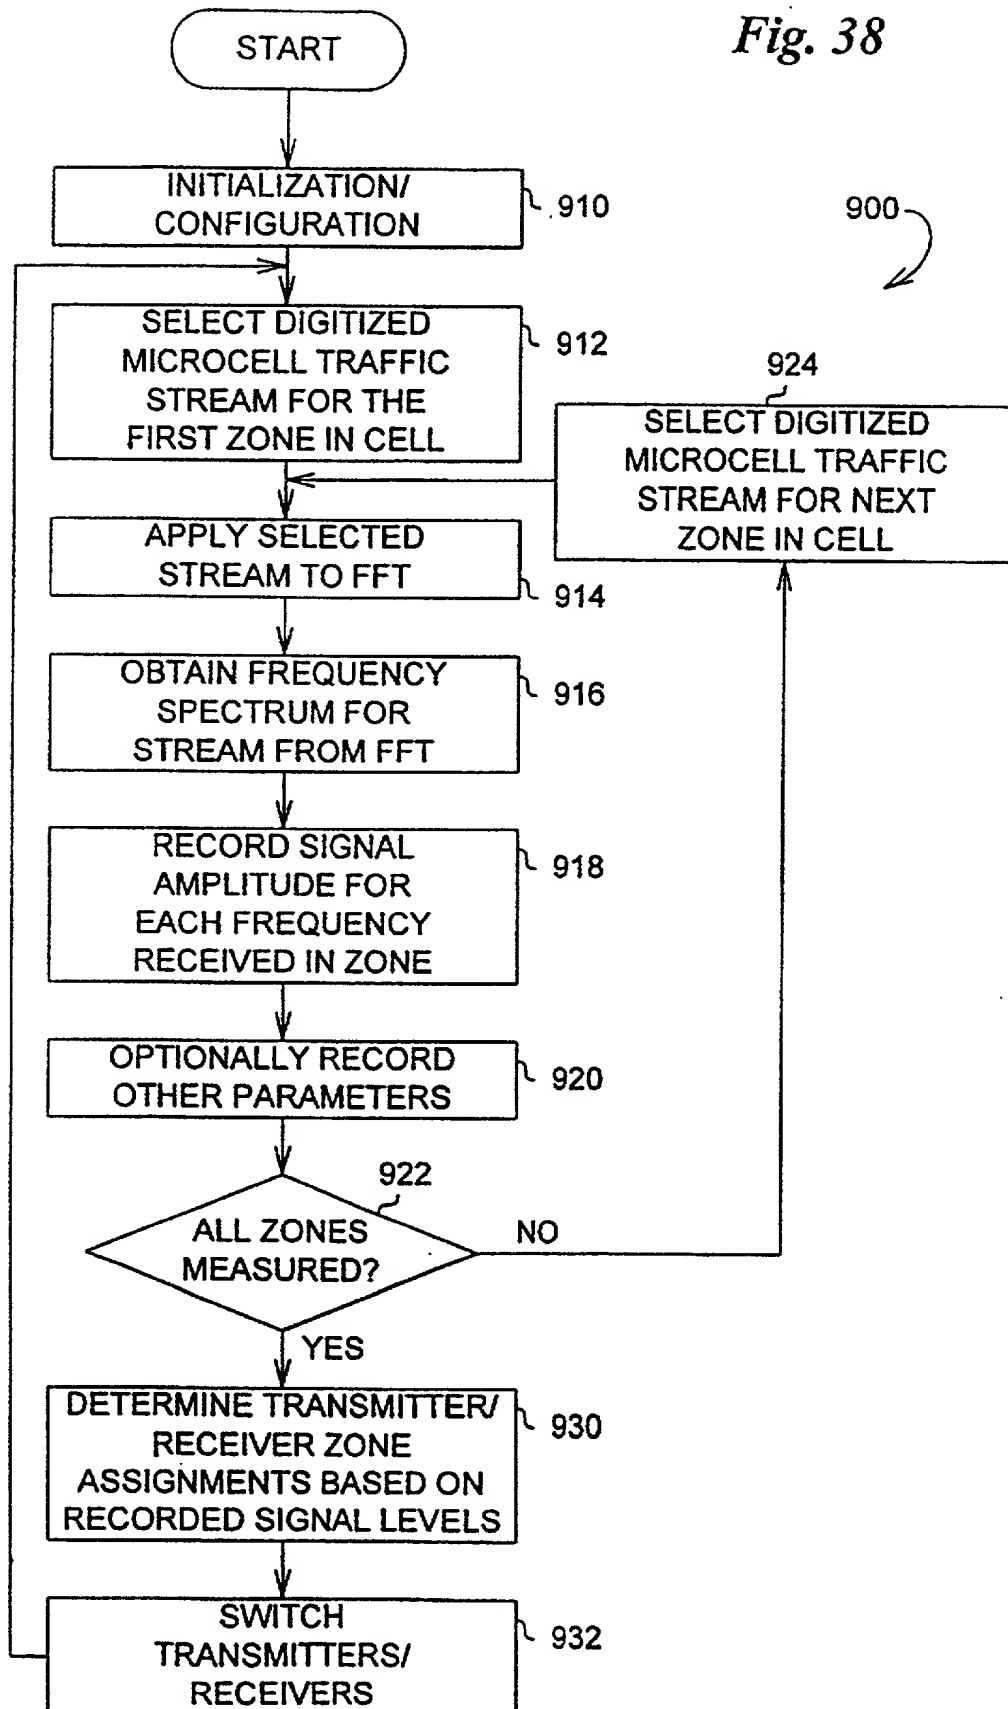 Fig. 38
START
INITIALIZATION/
CONFIGURATION
910
900
SELECT DIGITIZED
MICROCELL TRAFFIC
STREAM FOR THE
FIRST ZONE IN CELL
912
924
SELECT DIGITIZED
MICROCELL TRAFFIC
STREAM FOR NEXT
ZONE IN CELL
APPLY SELECTED
STREAM TO FFT
914
OBTAIN FREQUENCY
SPECTRUM FOR
STREAM FROM FFT
916
RECORD SIGNAL
AMPLITUDE FOR
EACH FREQUENCY
RECEIVED IN ZONE
918
OPTIONALLY RECORD
OTHER PARAMETERS
920
922
ALL ZONES
MEASURED?
NO
YES
DETERMINE TRANSMITTER/
RECEIVER ZONE
ASSIGNMENTS BASED ON
RECORDED SIGNAL LEVELS
930
SWITCH
TRANSMITTERS/
RECEIVERS
932